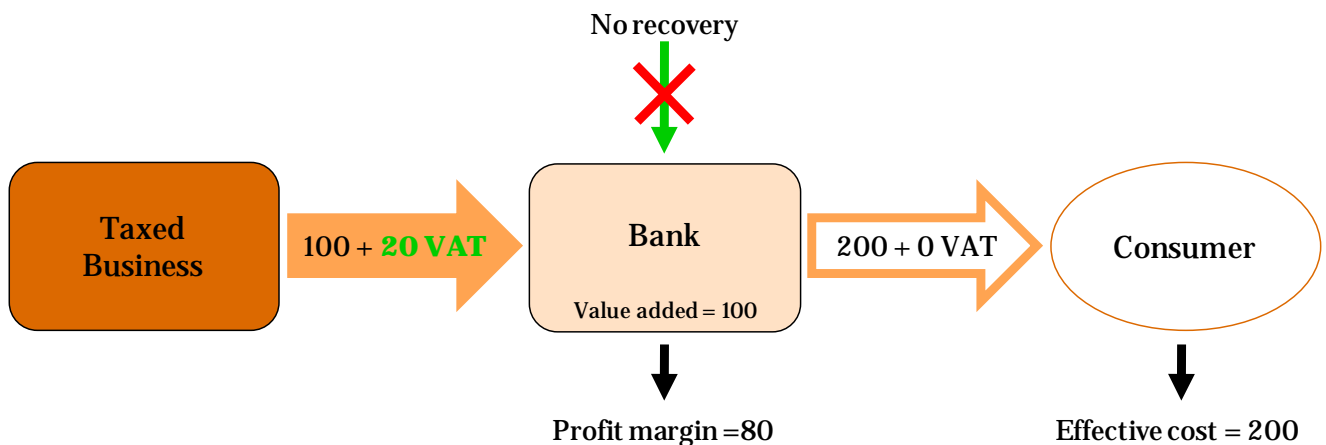 No recovery
Taxed
Business
100 + 20 VAT
Bank
Value added = 100
200 + 0 VAT
Consumer
Profit margin =80
Effective cost = 200